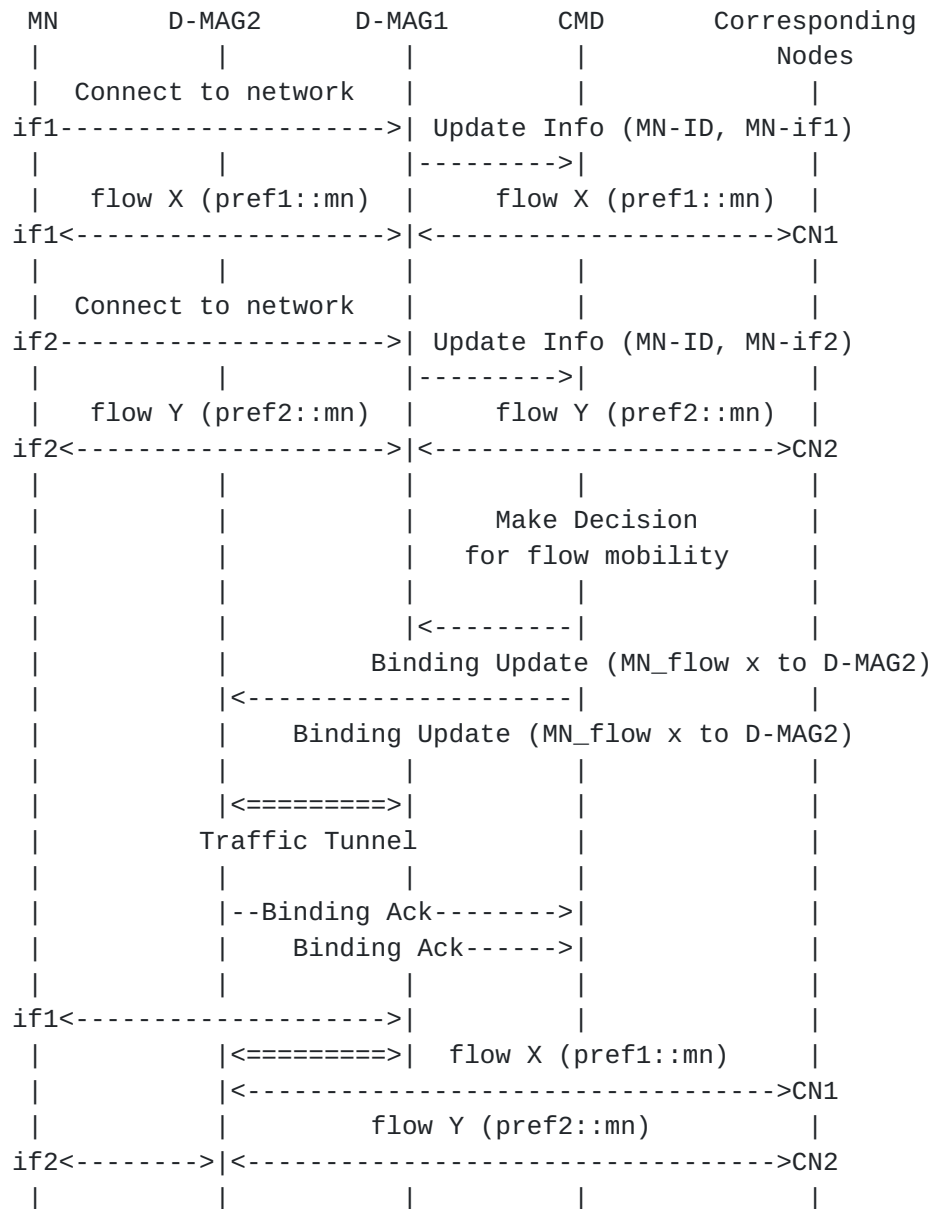 MN D-MAG2 D-MAG1 CMD Corresponding
| | | | Nodes
| Connect to network | | |
if1--------------------->| Update Info (MN-ID, MN-if1)
| | |--------->| |
| flow X (pref1::mn) | flow X (pref1::mn) |
if1<-------------------->|<----------------------->CN1
| | | | |
| Connect to network | | |
if2--------------------->| Update Info (MN-ID, MN-if2)
| | |--------->| |
| flow Y (pref2::mn) | flow Y (pref2::mn) |
if2<-------------------->|<----------------------->CN2
| | | | |
| | | Make Decision |
| | | for flow mobility |
| | | | |
| | |<---------| |
| | Binding Update (MN_flow x to D-MAG2)
| |<---------------------| |
| | Binding Update (MN_flow x to D-MAG2)
| | | | |
| |<=========>| | |
| Traffic Tunnel | |
| | | | |
| |--Binding Ack-------->| |
| | Binding Ack------>| |
| | | | |
if1<-------------------->| | |
| |<=========>| flow X (pref1::mn) |
| |<---------------------------------->CN1
| | flow Y (pref2::mn) |
if2<-------->|<---------------------------------->CN2
| | | | |